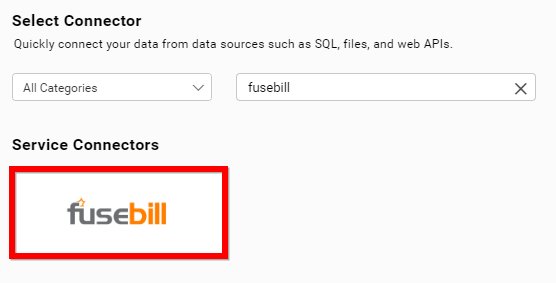 Select Connector
Quickly connect your data from data sources such as SQL, files, and web APIs.
All Categories fusebill
Service Connectors
fusebill